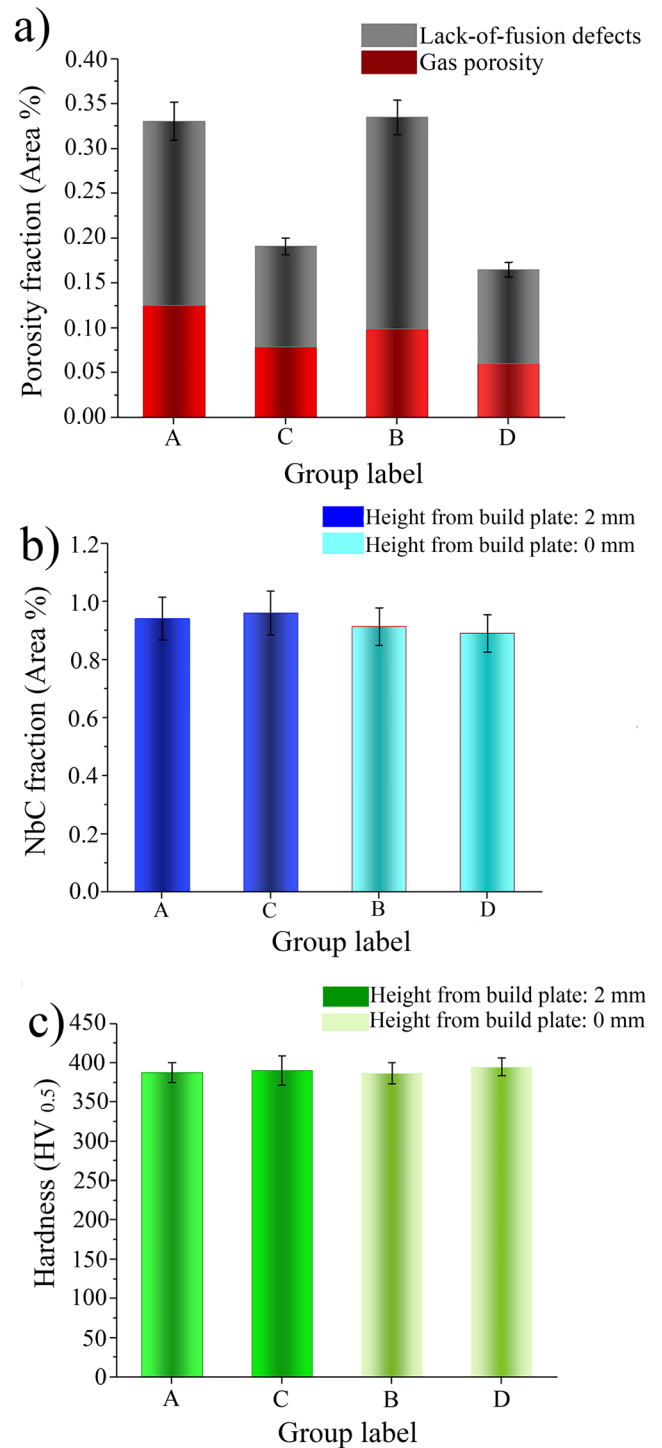 a)
Lack-of-fusion defects
Gas porosity
0.40
0.35
0.30
0.25
0.20
0.15
0.10
0.05
0.00
Porosity fraction (Area %)
A C B D
Group label
b)
Height from build plate: 2 mm
Height from build plate: 0 mm
1.2
1.0
0.8
0.6
0.4
0.2
0.0
NbC fraction (Area %)
A C B D
Group label
c)
Height from build plate: 2 mm
Height from build plate: 0 mm
450
400
350
300
250
200
150
100
50
0
Hardness (HV 0.5)
A C B D
Group label